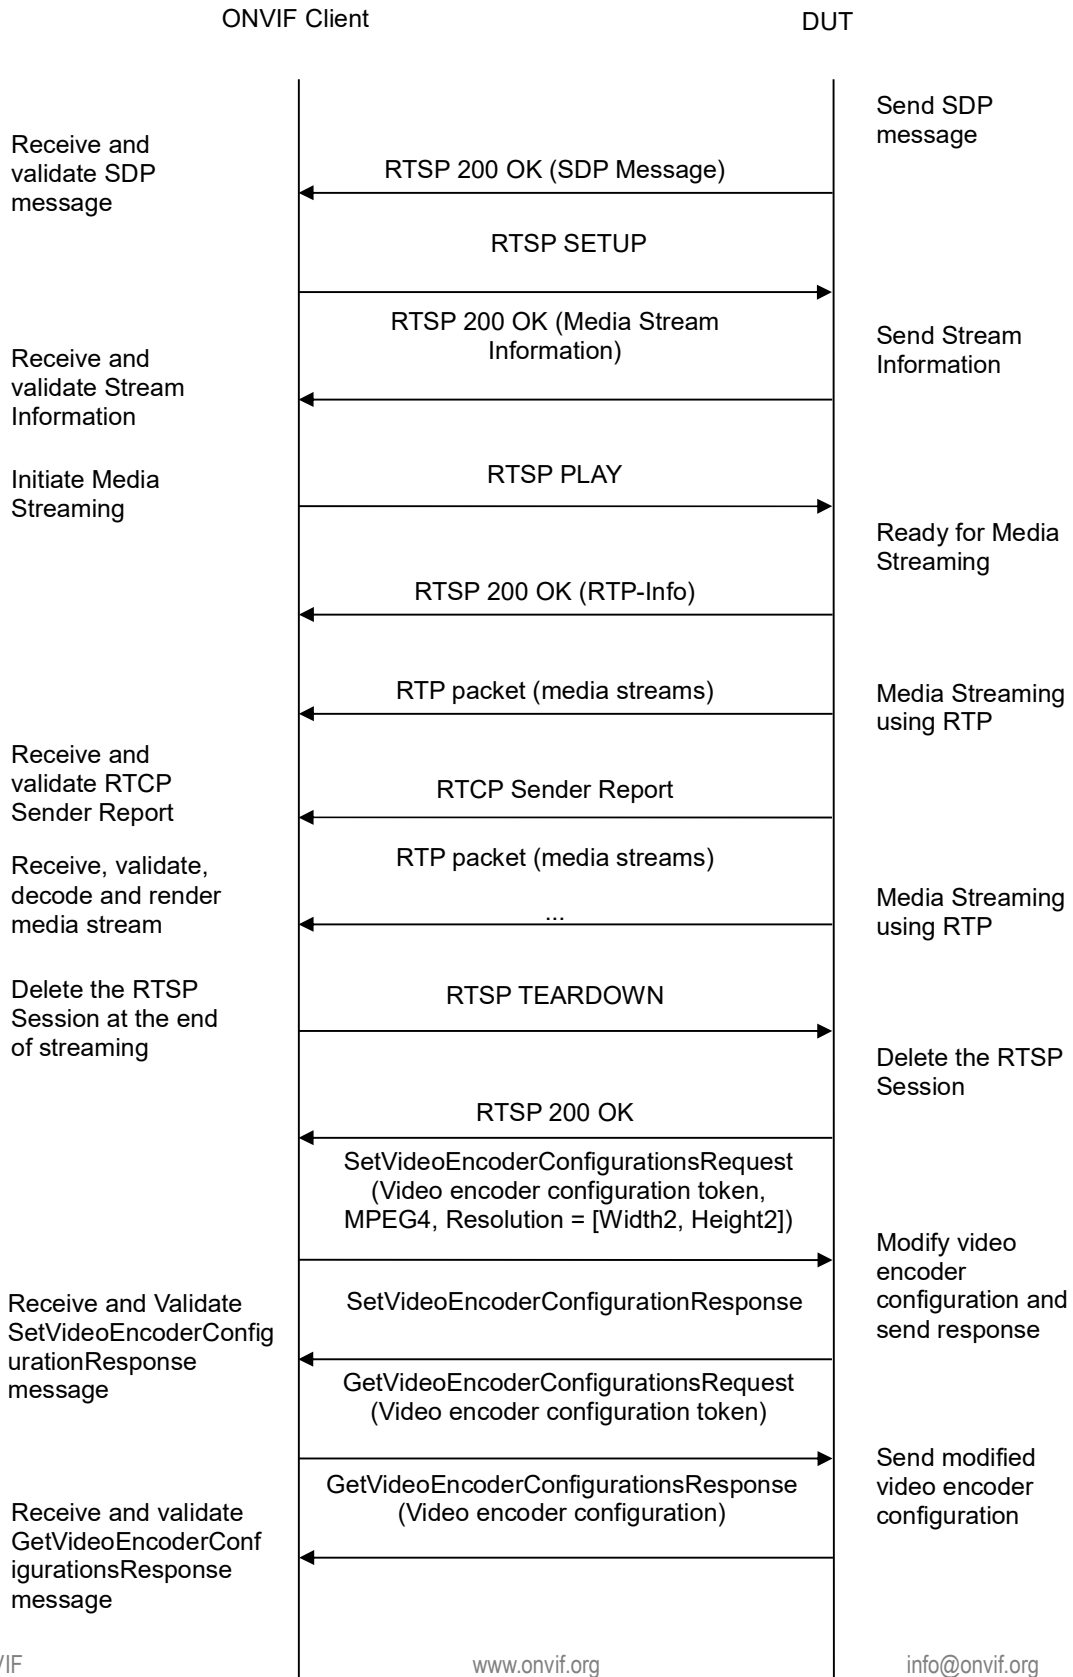 ONVIF Client
DUT
Send SDP
message
Receive and
validate SDP
message
RTSP 200 OK (SDP Message)
RTSP SETUP
RTSP 200 OK (Media Stream
Information)
Send Stream
Information
Receive and
validate Stream
Information
Initiate Media
Streaming
RTSP PLAY
Ready for Media
Streaming
RTSP 200 OK (RTP-Info)
RTP packet (media streams)
Media Streaming
using RTP
Receive and
validate RTCP
Sender Report
RTCP Sender Report
Receive, validate,
decode and render
media stream
RTP packet (media streams)
...
Media Streaming
using RTP
Delete the RTSP
Session at the end
of streaming
RTSP TEARDOWN
Delete the RTSP
Session
RTSP 200 OK
SetVideoEncoderConfigurationsRequest
(Video encoder configuration token,
MPEG4, Resolution = [Width2, Height2])
Modify video
encoder
configuration and
send response
Receive and Validate
SetVideoEncoderConfig
urationResponse
message
SetVideoEncoderConfigurationResponse
GetVideoEncoderConfigurationsRequest
(Video encoder configuration token)
Send modified
video encoder
configuration
GetVideoEncoderConfigurationsResponse
(Video encoder configuration)
Receive and validate
GetVideoEncoderConf
igurationsResponse
message
VIF
www.onvif.org
info@onvif.org